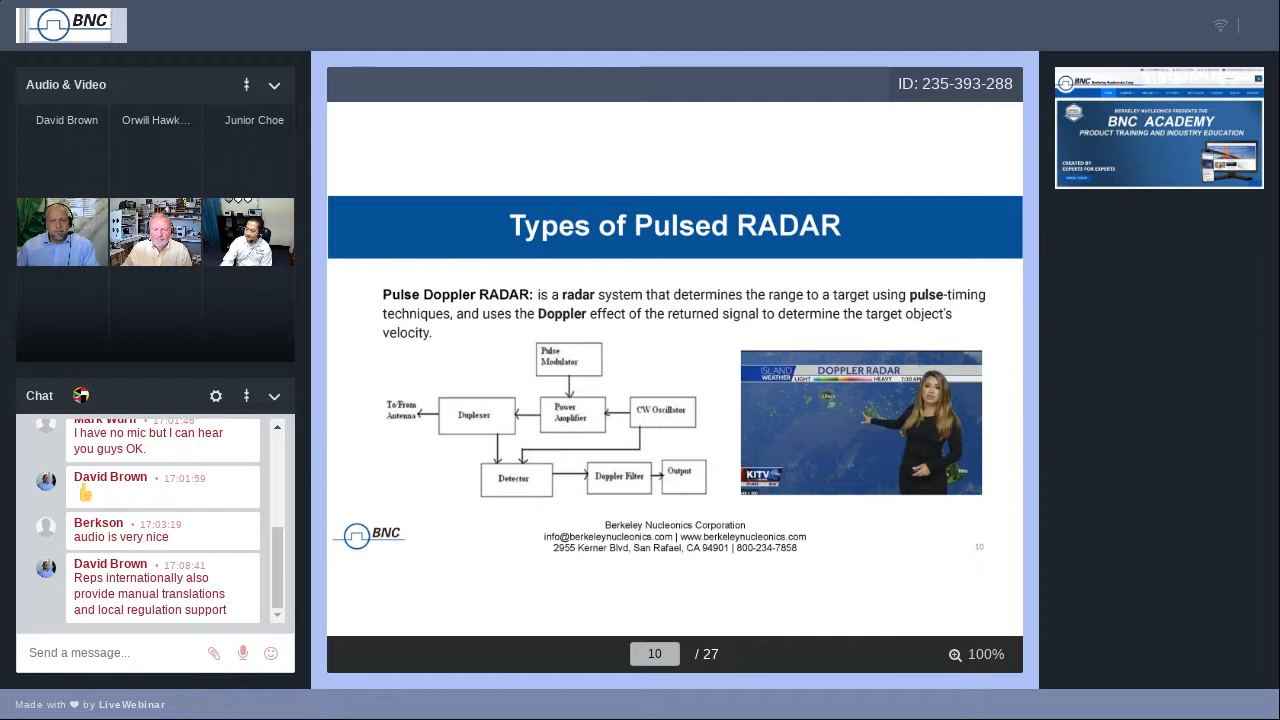 BNC
Audio & Video
David Brown
Orwill Hawk...
Junior Choe
Chat
Mark Wurn • 17:01:46
I have no mic but I can hear
you guys OK.
David Brown • 17:01:59
Berkson • 17:03:19
audio is very nice
David Brown • 17:08:41
Reps internationally also
provide manual translations
and local regulation support
Send a message...
Made with by LiveWebinar
ID: 235-393-288
Types of Pulsed RADAR
Pulse Doppler RADAR: is a radar system that determines the range to a target using pulse-timing
techniques, and uses the Doppler effect of the returned signal to determine the target object's
velocity.
Pulse
Modulator
To/From
Antenna
Duplexer
Power
Amplifier
CW Oscillator
Detector
Doppler Filter
Output
ISLAND
WEATHER
DOPPLER RADAR
LIGHT
HEAVY
7:30AM
Lihue
Hilo
KITV
7:40
BNC
Berkeley Nucleonics Corporation
info@berkeleynucleonics.com | www.berkeleynucleonics.com
2955 Kerner Blvd, San Rafael, CA 94901 | 800-234-7858
10
10 / 27
100%
BNC Berkeley Nucleonics Corp
BERKELEY NUCLEONICS PRESENTS THE
BNC ACADEMY
PRODUCT TRAINING AND INDUSTRY EDUCATION
CREATED BY
EXPERTS FOR EXPERTS